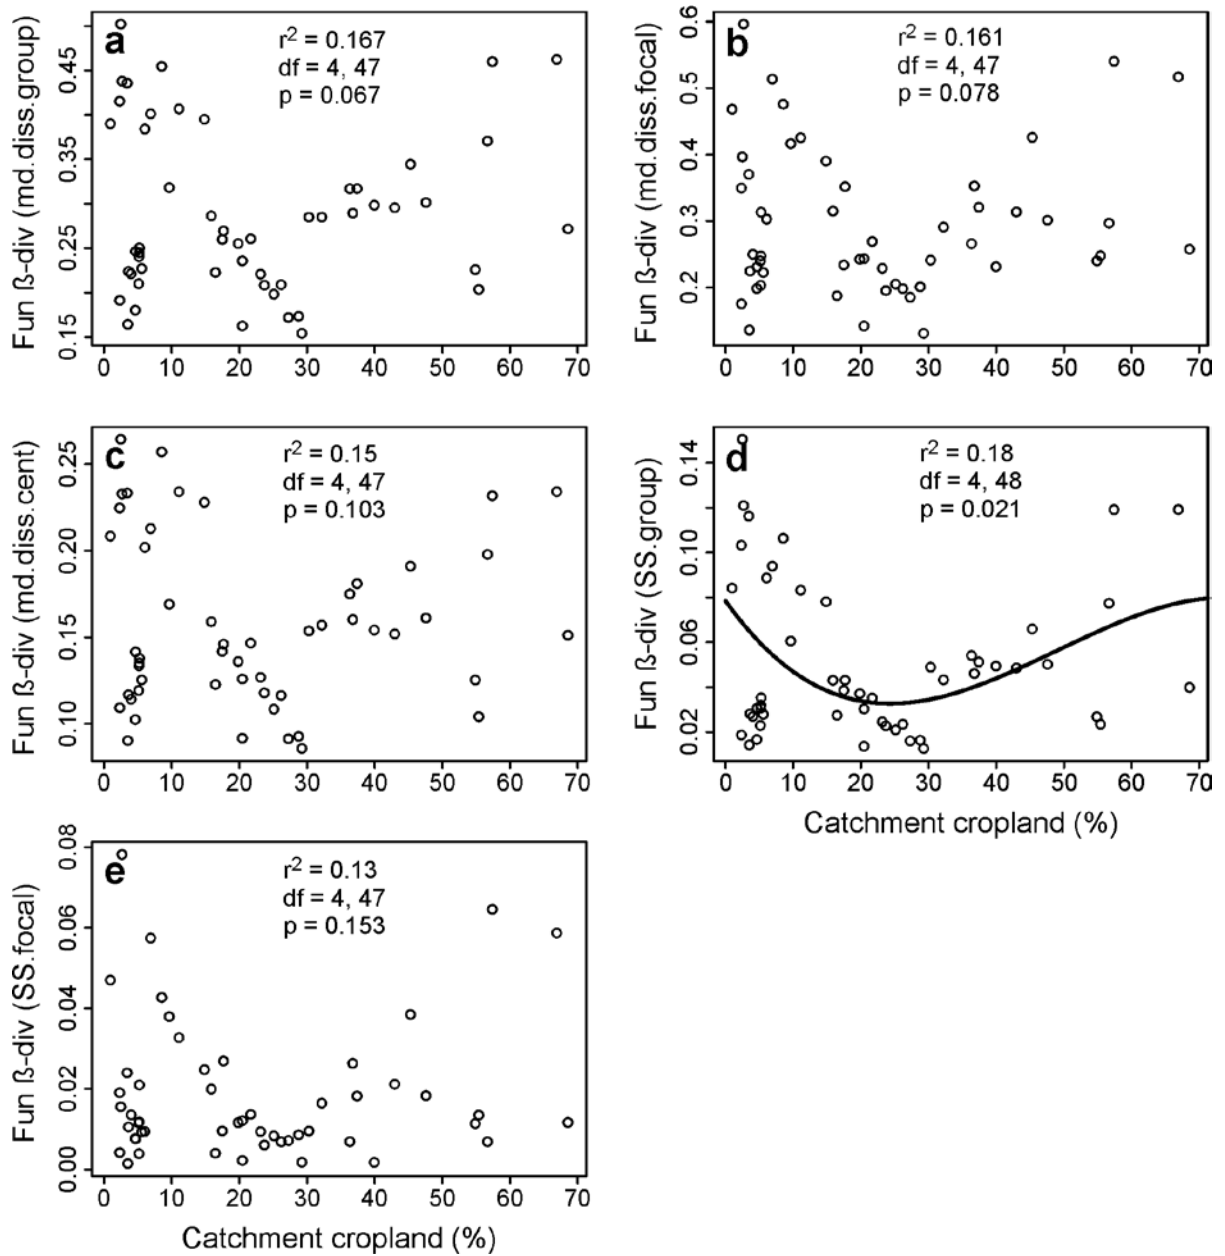 a
r² = 0.167
df = 4, 47
p = 0.067
Fun ß-div (md.diss.group)
0.15 0.25 0.35 0.45
0 10 20 30 40 50 60 70
b
r² = 0.161
df = 4, 47
p = 0.078
Fun ß-div (md.diss.focal)
0.2 0.3 0.4 0.5 0.6
0 10 20 30 40 50 60 70
c
r² = 0.15
df = 4, 47
p = 0.103
Fun ß-div (md.diss.cent)
0.10 0.15 0.20 0.25
0 10 20 30 40 50 60 70
d
r² = 0.18
df = 4, 48
p = 0.021
Fun ß-div (SS.group)
0.02 0.06 0.10 0.14
0 10 20 30 40 50 60 70
Catchment cropland (%)
e
r² = 0.13
df = 4, 47
p = 0.153
Fun ß-div (SS.focal)
0.00 0.02 0.04 0.06 0.08
0 10 20 30 40 50 60 70
Catchment cropland (%)